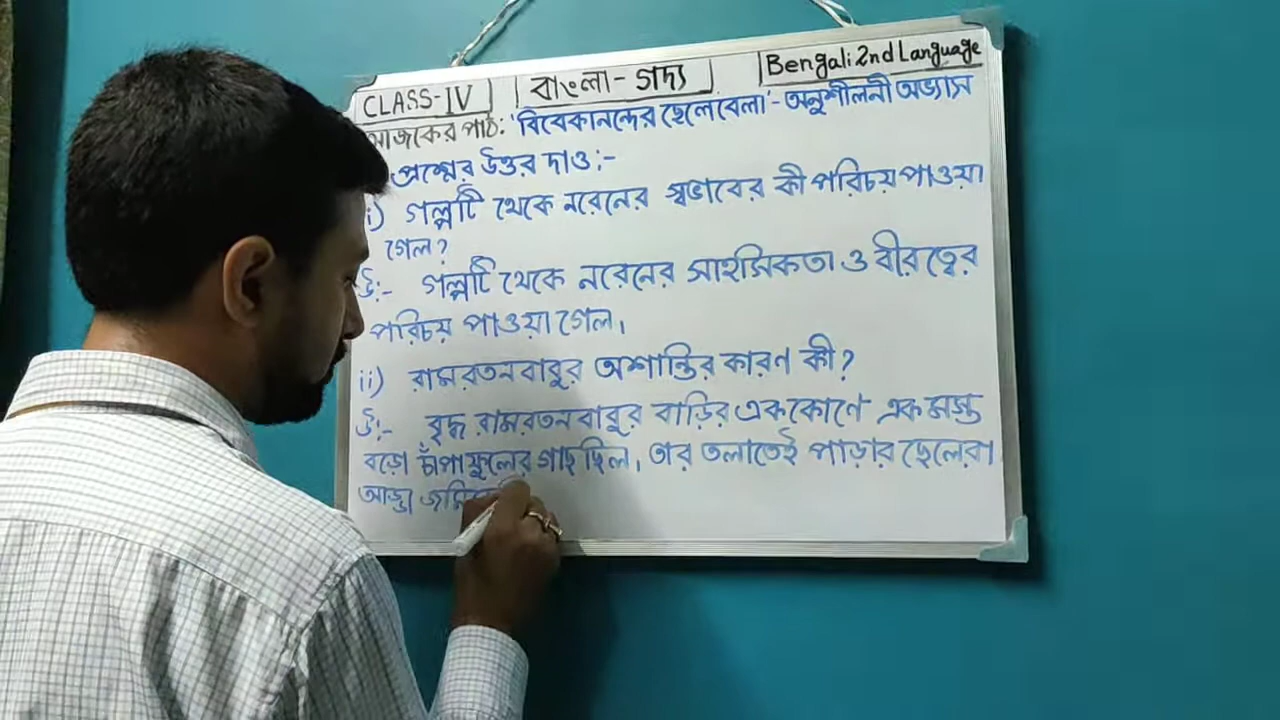 CLASS-IV বাংলা-গদ্য Bengali 2nd Language
আজকের পাঠ: 'বিবেকানন্দের ছেলেবেলা'- অনুশীলনী অভ্যাস
প্রশ্নের উত্তর দাও:-
i) গল্পটি থেকে নরেনের স্বভাবের কী পরিচয় পাওয়া
গেল?
উ:- গল্পটি থেকে নরেনের সাহসিকতা ও বীরত্বের
পরিচয় পাওয়া গেল।
ii) রামরতনবাবুর অশান্তির কারণ কী?
উ:- বৃদ্ধ রামরতনবাবুর বাড়ির এককোণে এক মস্ত
বড়ো চাঁপাফুলের গাছ ছিল। তার তলাতেই পাড়ার ছেলেরা
আড্ডা